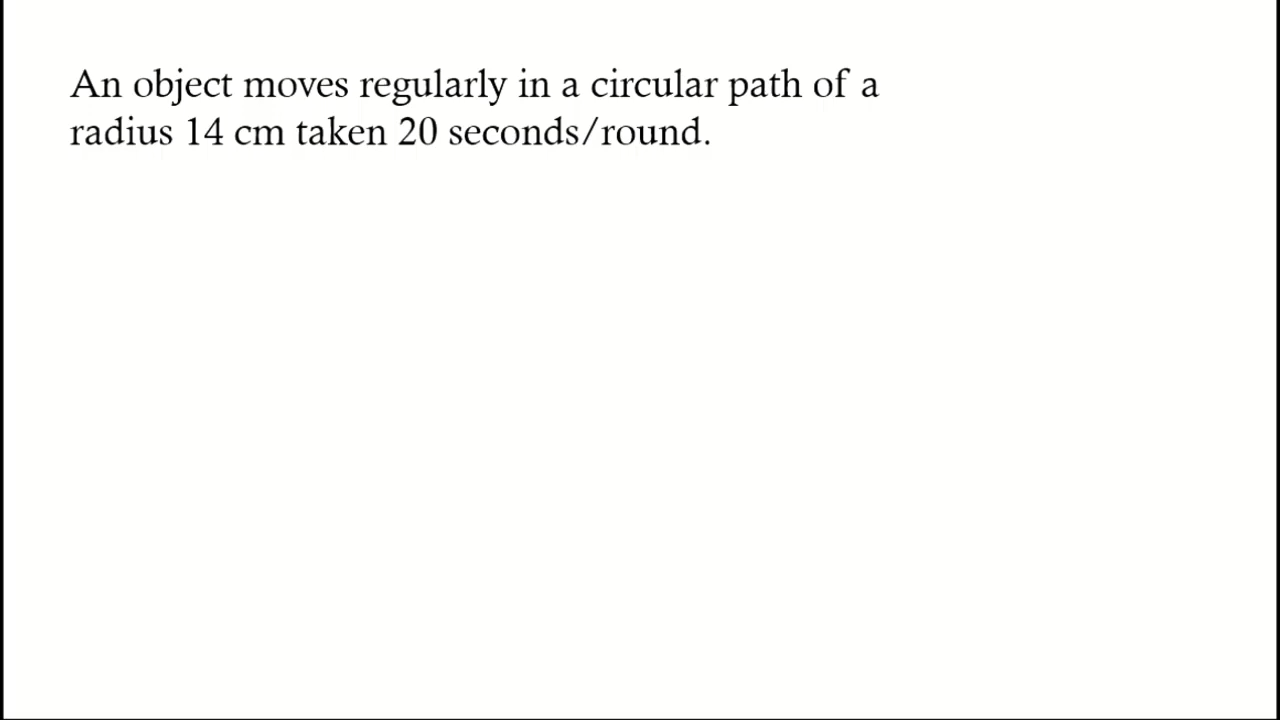 An object moves regularly in a circular path of a
radius 14 cm taken 20 seconds/round.